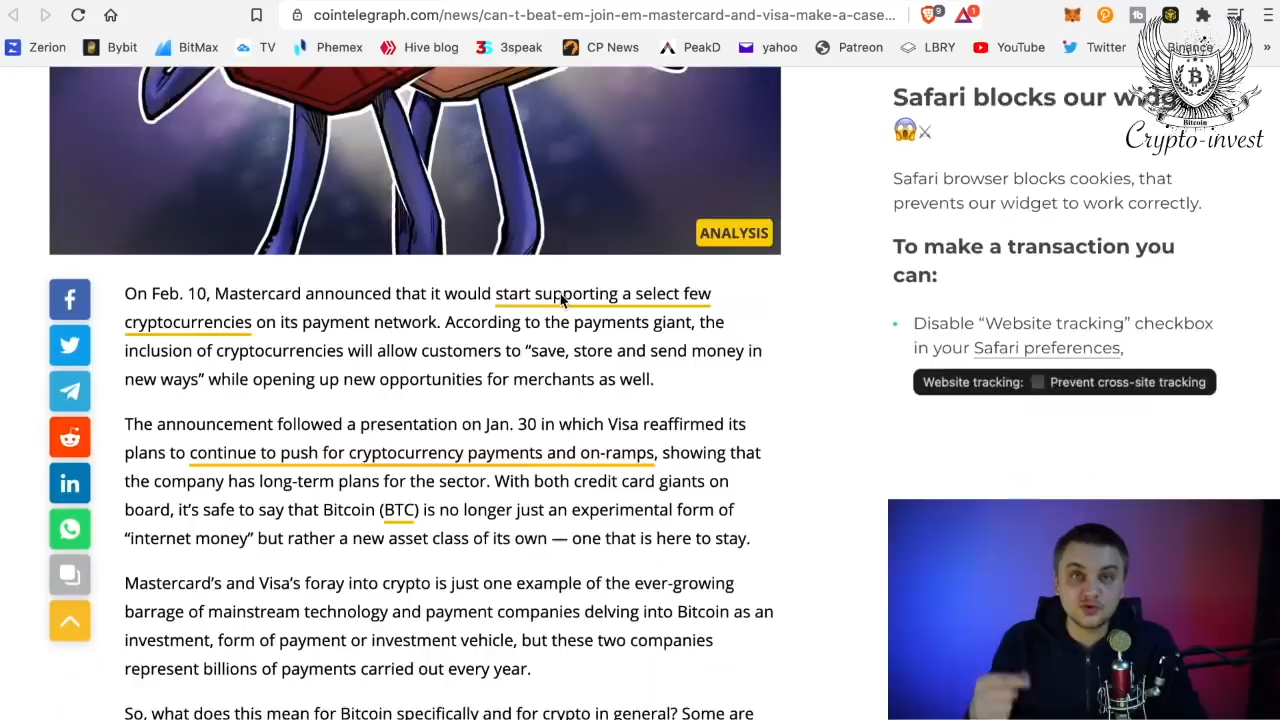 cointelegraph.com/news/can-t-beat-em-join-em-mastercard-and-visa-make-a-case...
9
1
Zerion
Bybit
BitMax
TV
Phemex
Hive blog
3speak
CP News
PeakD
yahoo
Patreon
LBRY
YouTube
Twitter
Binance
»
Bitcoin
Crypto-invest
ANALYSIS
On Feb. 10, Mastercard announced that it would start supporting a select few
cryptocurrencies on its payment network. According to the payments giant, the
inclusion of cryptocurrencies will allow customers to “save, store and send money in
new ways” while opening up new opportunities for merchants as well.
The announcement followed a presentation on Jan. 30 in which Visa reaffirmed its
plans to continue to push for cryptocurrency payments and on-ramps, showing that
the company has long-term plans for the sector. With both credit card giants on
board, it’s safe to say that Bitcoin (BTC) is no longer just an experimental form of
“internet money” but rather a new asset class of its own — one that is here to stay.
Mastercard’s and Visa’s foray into crypto is just one example of the ever-growing
barrage of mainstream technology and payment companies delving into Bitcoin as an
investment, form of payment or investment vehicle, but these two companies
represent billions of payments carried out every year.
So, what does this mean for Bitcoin specifically and for crypto in general? Some are
Safari blocks our widg
Safari browser blocks cookies, that
prevents our widget to work correctly.
To make a transaction you
can:
• Disable “Website tracking” checkbox
in your Safari preferences,
Website tracking: Prevent cross-site tracking